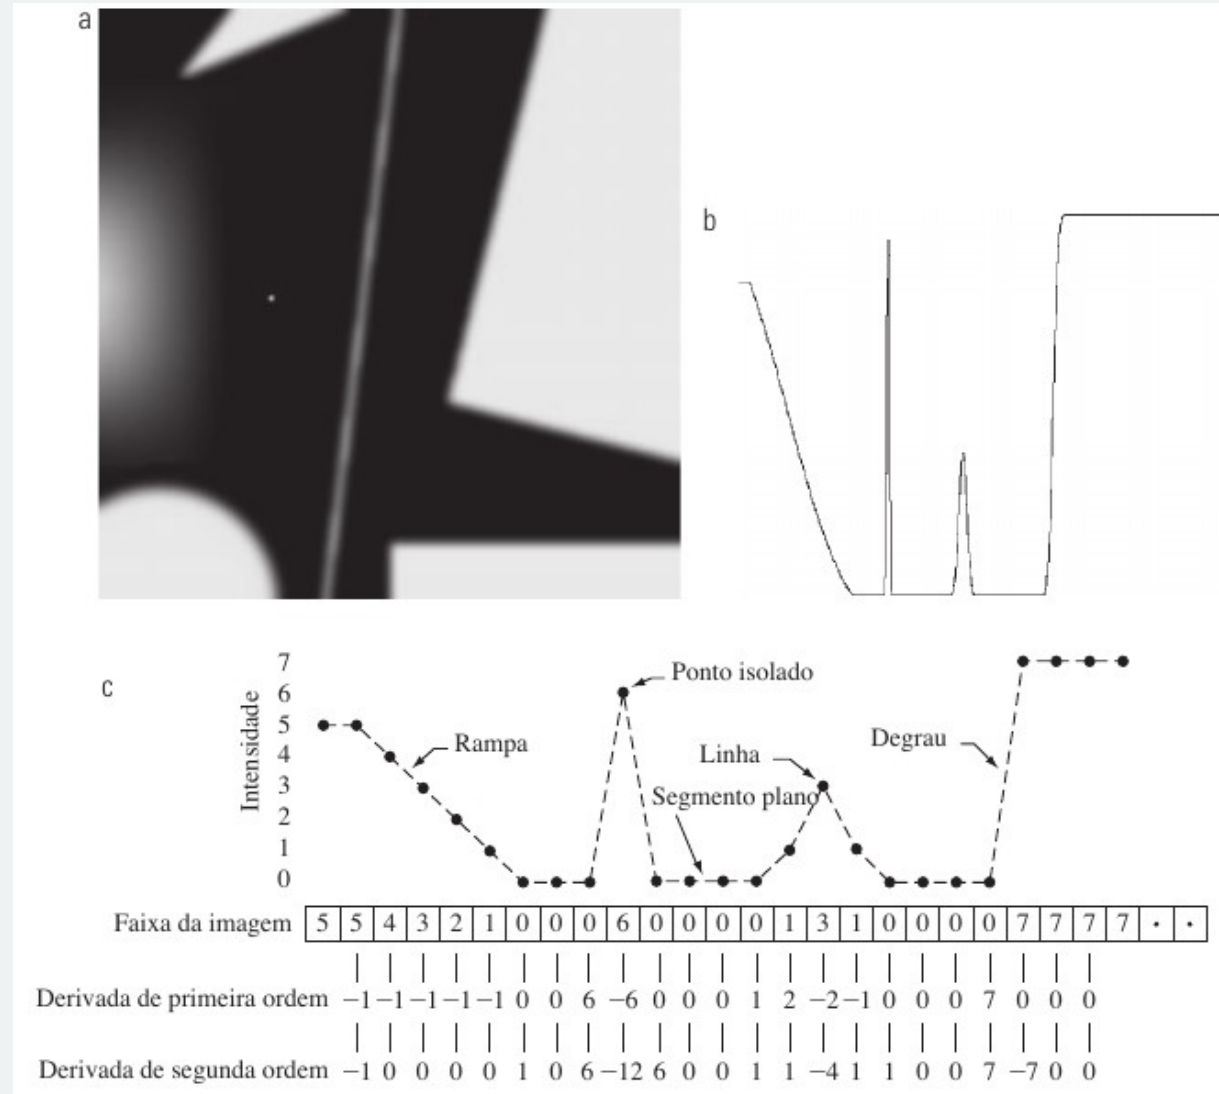 a
b
c
7
6
5
4
3
2
1
0
Intensidade
Rampa
Ponto isolado
Segmento plano
Linha
Degrau
Faixa da imagem 5 5 4 3 2 1 0 0 0 6 0 0 0 0 1 3 1 0 0 0 0 7 7 7 7 · ·
Derivada de primeira ordem −1 −1 −1 −1 −1 0 0 6 −6 0 0 0 1 2 −2 −1 0 0 0 7 0 0 0
Derivada de segunda ordem −1 0 0 0 0 1 0 6 −12 6 0 0 1 1 −4 1 1 0 0 7 −7 0 0